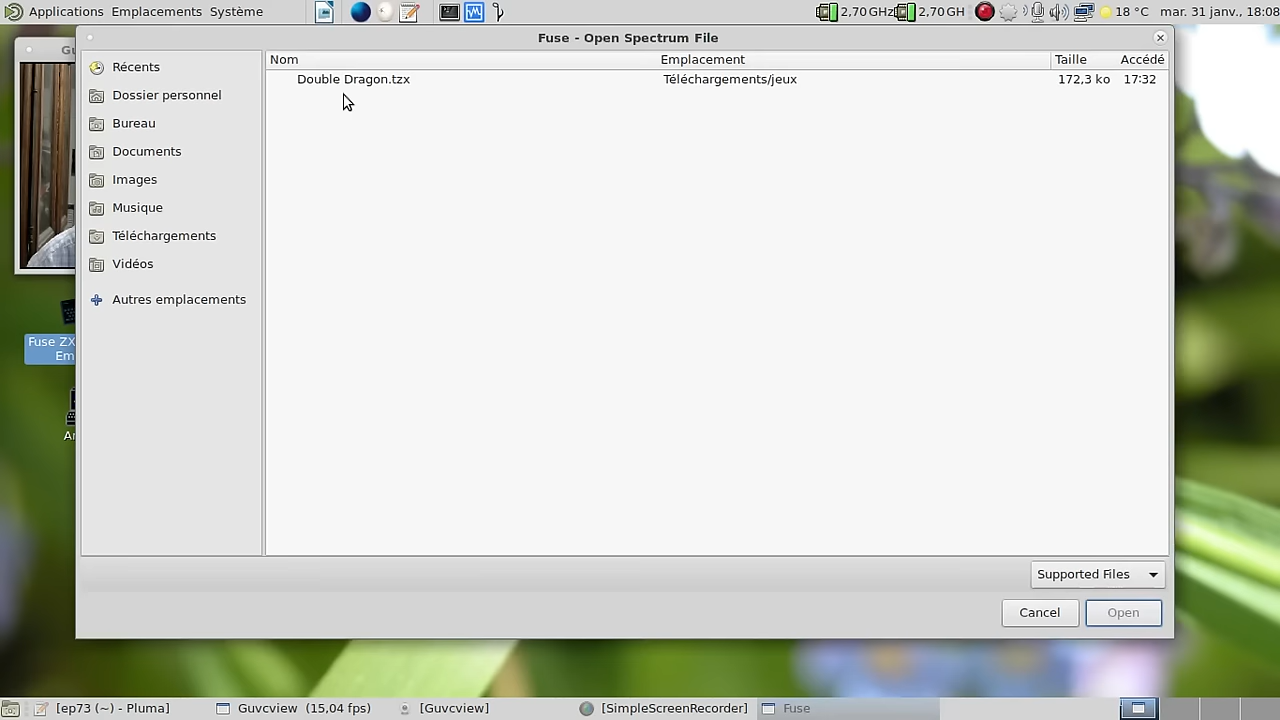 Applications Emplacements Système 2,70 GHz 2,70 GH 18 °C mar. 31 janv., 18:08
Gu
Fuse - Open Spectrum File
Récents
Dossier personnel
Bureau
Documents
Images
Musique
Téléchargements
Vidéos
Autres emplacements
Nom Emplacement Taille Accédé
Double Dragon.tzx Téléchargements/jeux 172,3 ko 17:32
Fuse ZX
Em
Supported Files
Cancel Open
[ep73 (~) - Pluma] Guvcview (15,04 fps) [Guvcview] [SimpleScreenRecorder] Fuse